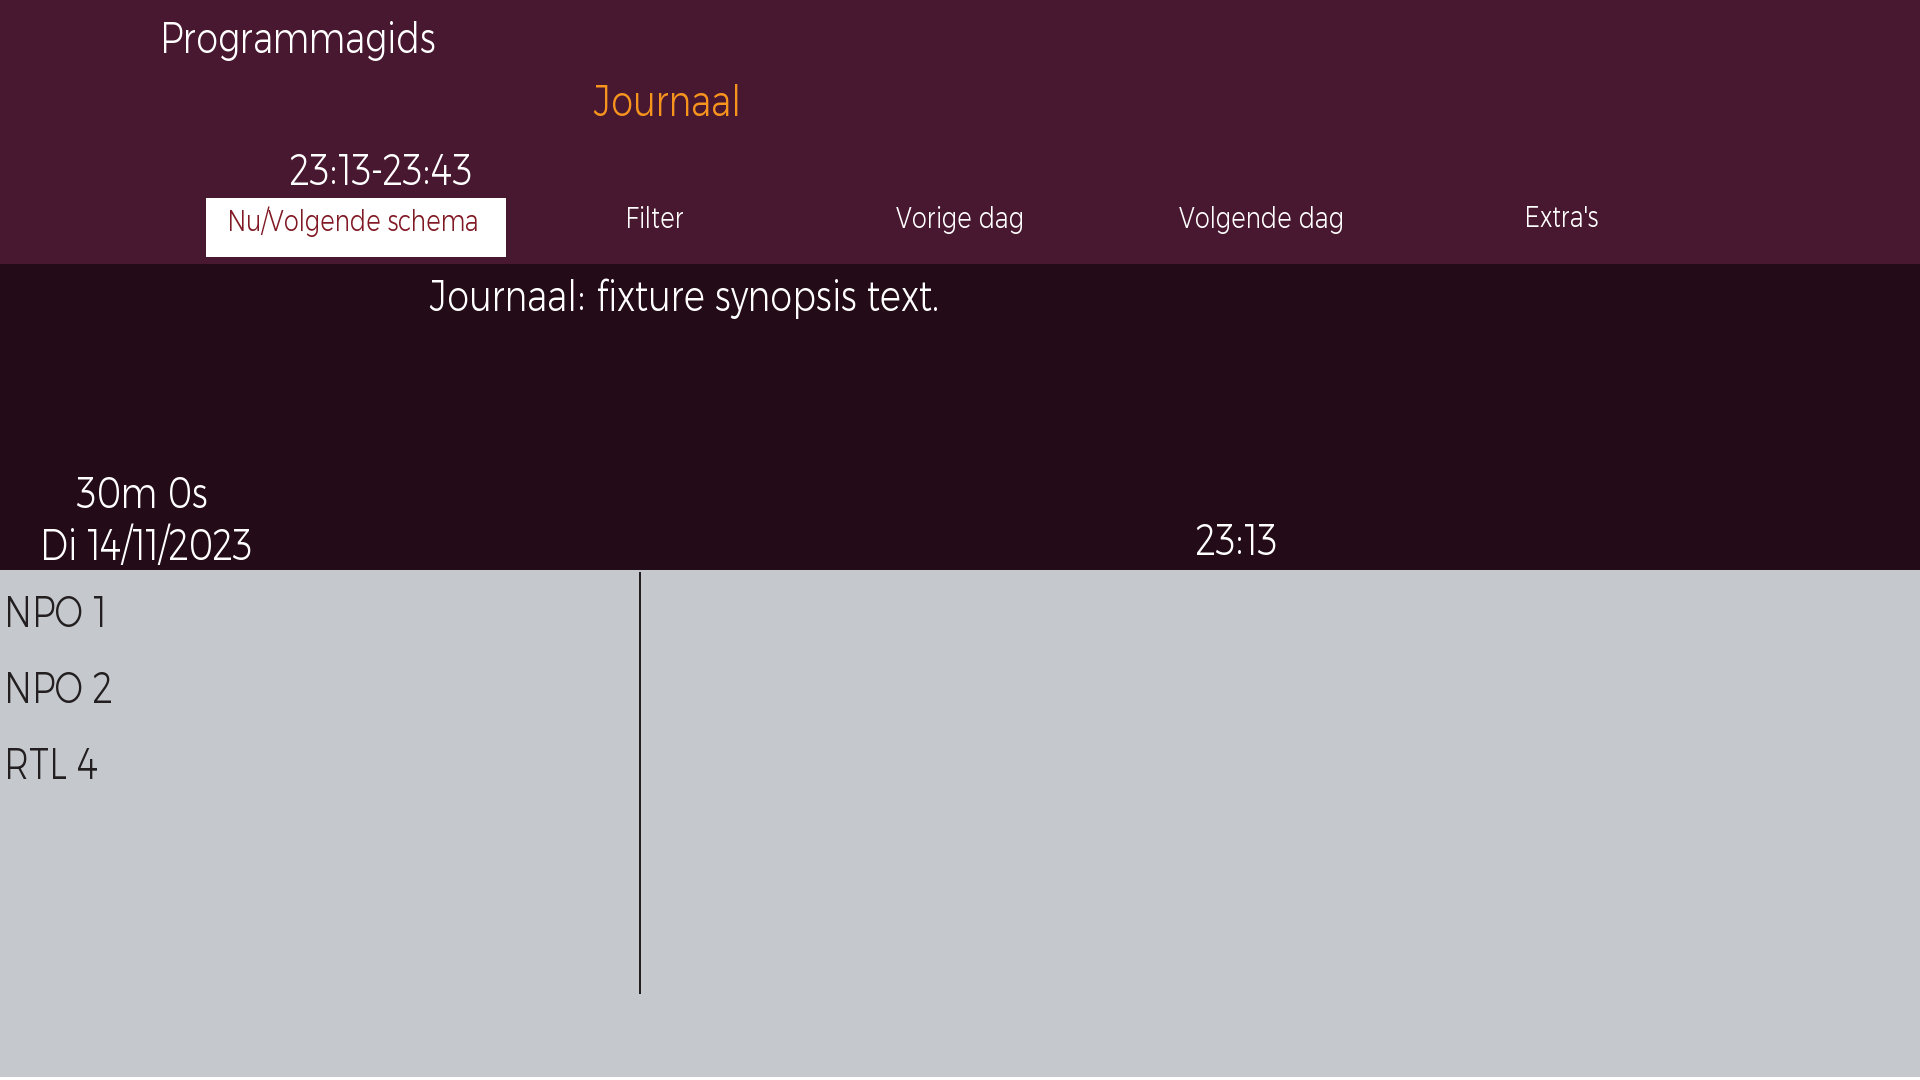 Programmagids
Journaal
23:13-23:43
Nu/Volgende schema
Filter
Vorige dag
Volgende dag
Extra's
Journaal: fixture synopsis text.
30m 0s
Di 14/11/2023
23:13
NPO 1
NPO 2
RTL 4